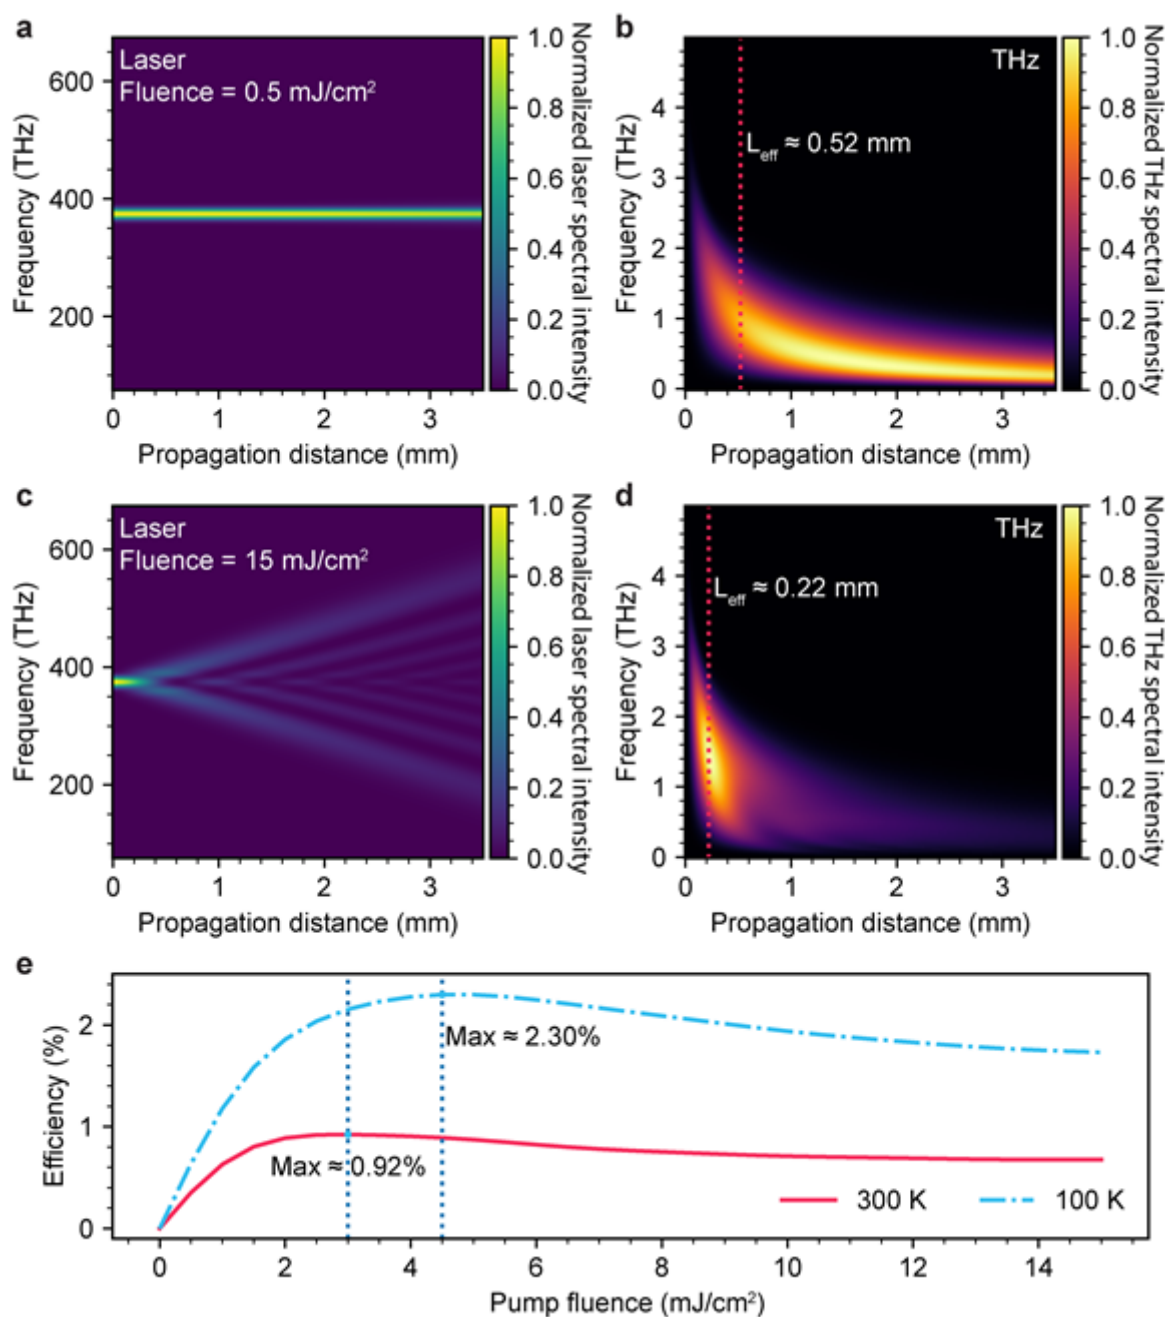 a
Laser
Fluence = 0.5 mJ/cm²
600
400
200
0
1
2
3
Frequency (THz)
Propagation distance (mm)
1.0
0.8
0.6
0.4
0.2
0.0
Normalized laser spectral intensity
b
THz
L_eff ≈ 0.52 mm
4
3
2
1
0
0
1
2
3
Frequency (THz)
Propagation distance (mm)
1.0
0.8
0.6
0.4
0.2
0.0
Normalized THz spectral intensity
c
Laser
Fluence = 15 mJ/cm²
600
400
200
0
1
2
3
Frequency (THz)
Propagation distance (mm)
1.0
0.8
0.6
0.4
0.2
0.0
Normalized laser spectral intensity
d
THz
L_eff ≈ 0.22 mm
4
3
2
1
0
0
1
2
3
Frequency (THz)
Propagation distance (mm)
1.0
0.8
0.6
0.4
0.2
0.0
Normalized THz spectral intensity
e
Efficiency (%)
2
1
0
Max ≈ 2.30%
Max ≈ 0.92%
300 K
100 K
0
2
4
6
8
10
12
14
Pump fluence (mJ/cm²)